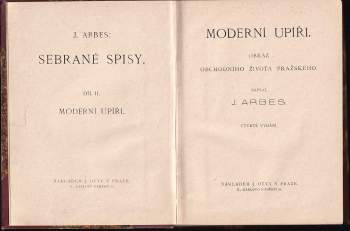 J. ARBES:
SEBRANÉ SPISY.
DÍL II.
MODERNÍ UPÍŘI.
NÁKLADEM J. OTTY V PRAZE.
MODERNÍ UPÍŘI.
OBRAZ
OBCHODNÍHO ŽIVOTA PRAŽSKÉHO.
NAPSAL
J. ARBES.
ČTVRTÉ VYDÁNÍ.
NÁKLADEM J. OTTY V PRAZE.